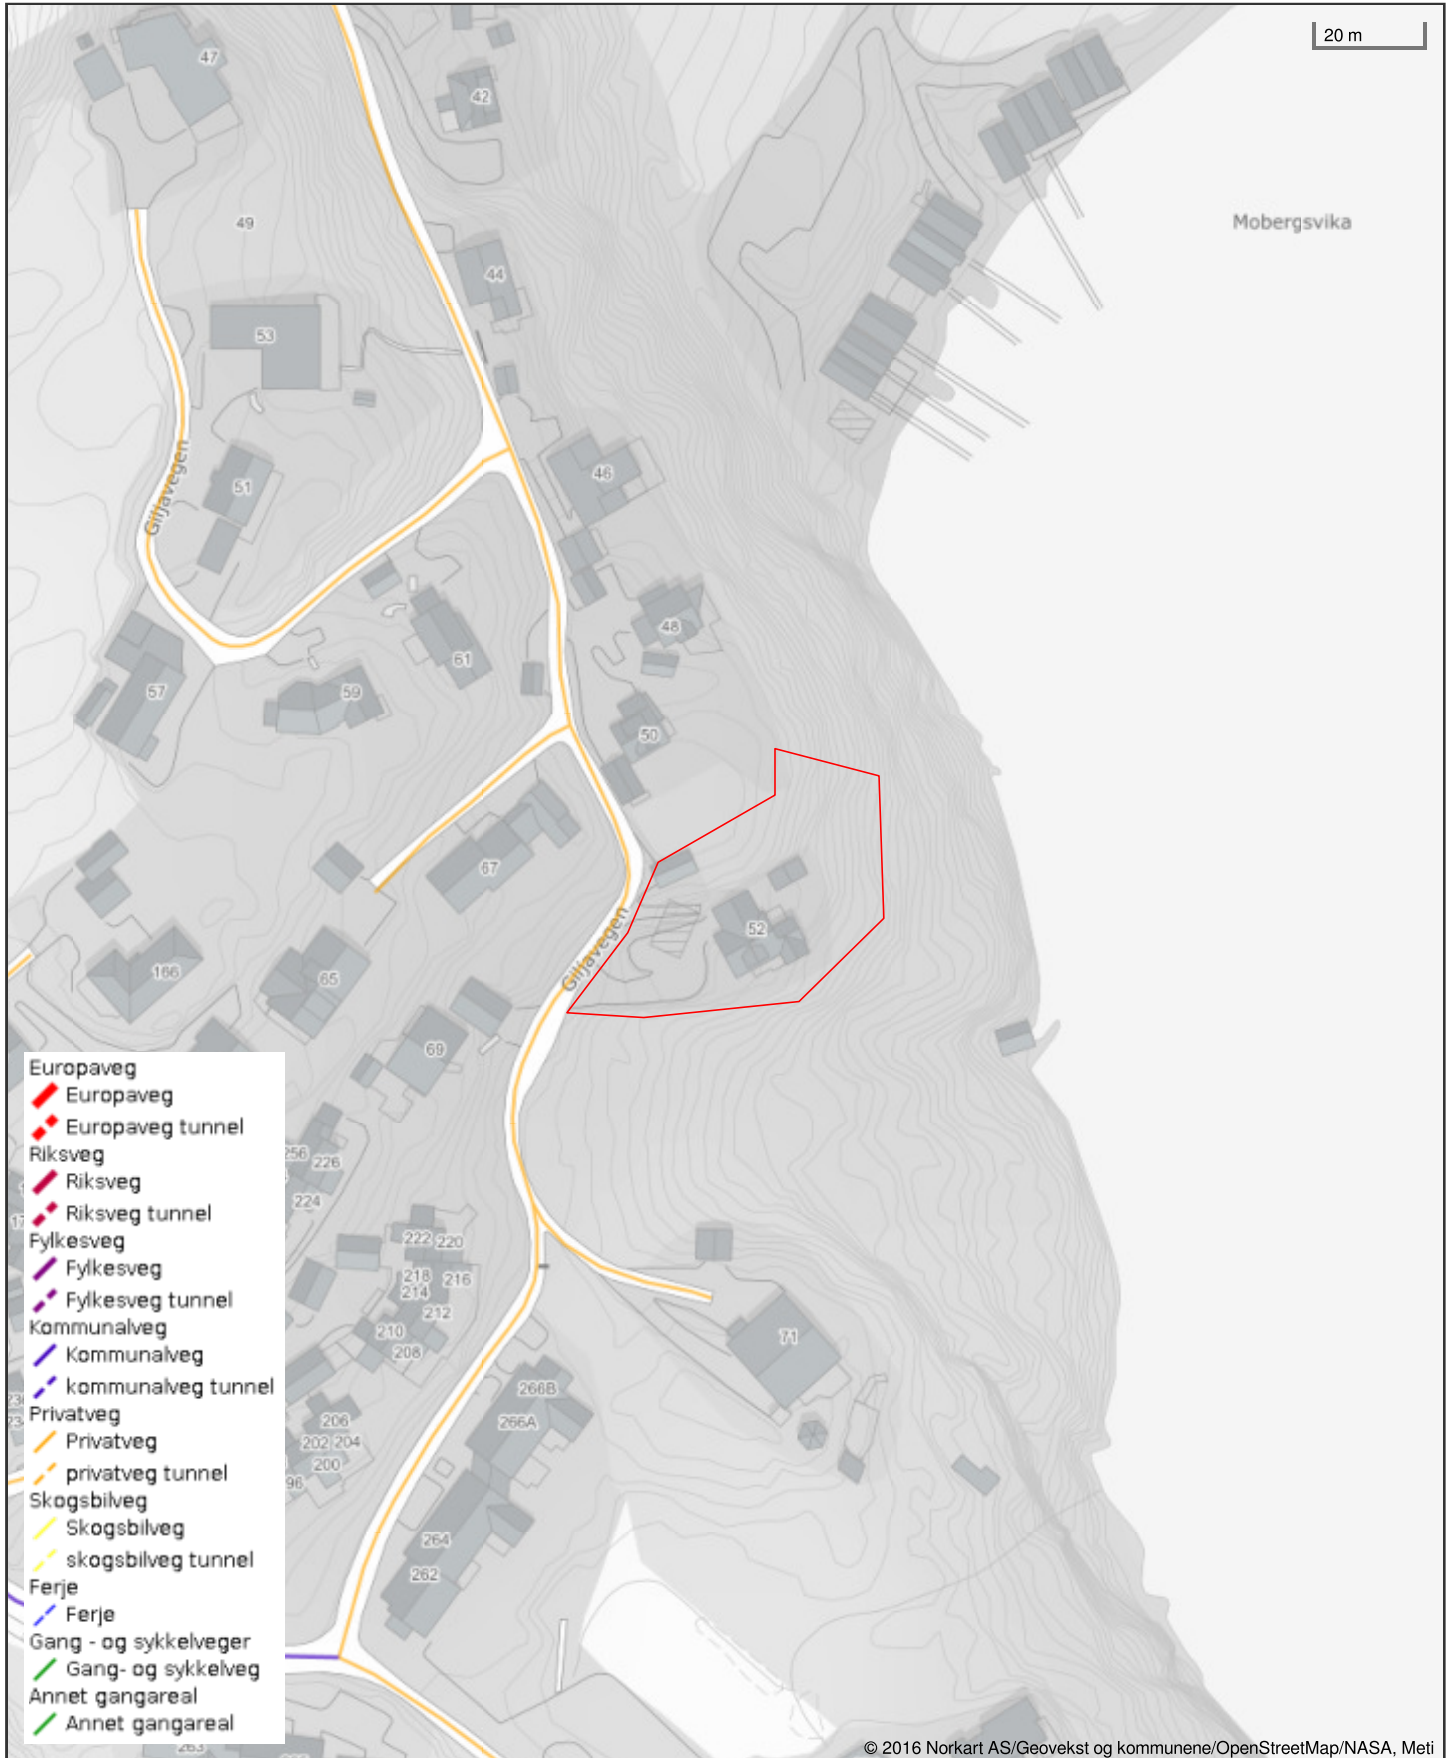 20 m
47
42
Mobergsvika
49
44
53
46
51
Giljavegen
48
61
57
59
50
67
52
Giljavegen
166
65
69
Europaveg
Europaveg
Europaveg tunnel
Riksveg
Riksveg
Riksveg tunnel
Fylkesveg
Fylkesveg
Fylkesveg tunnel
Kommunalveg
Kommunalveg
kommunalveg tunnel
Privatveg
Privatveg
privatveg tunnel
Skogsbilveg
Skogsbilveg
skogsbilveg tunnel
Ferje
Ferje
Gang - og sykkelveger
Gang- og sykkelveg
Annet gangareal
Annet gangareal
256
226
224
222 220
218
216
214
212
210
208
71
266B
266A
206
202 204
200
96
264
262
263
© 2016 Norkart AS/Geovekst og kommunene/OpenStreetMap/NASA, Meti